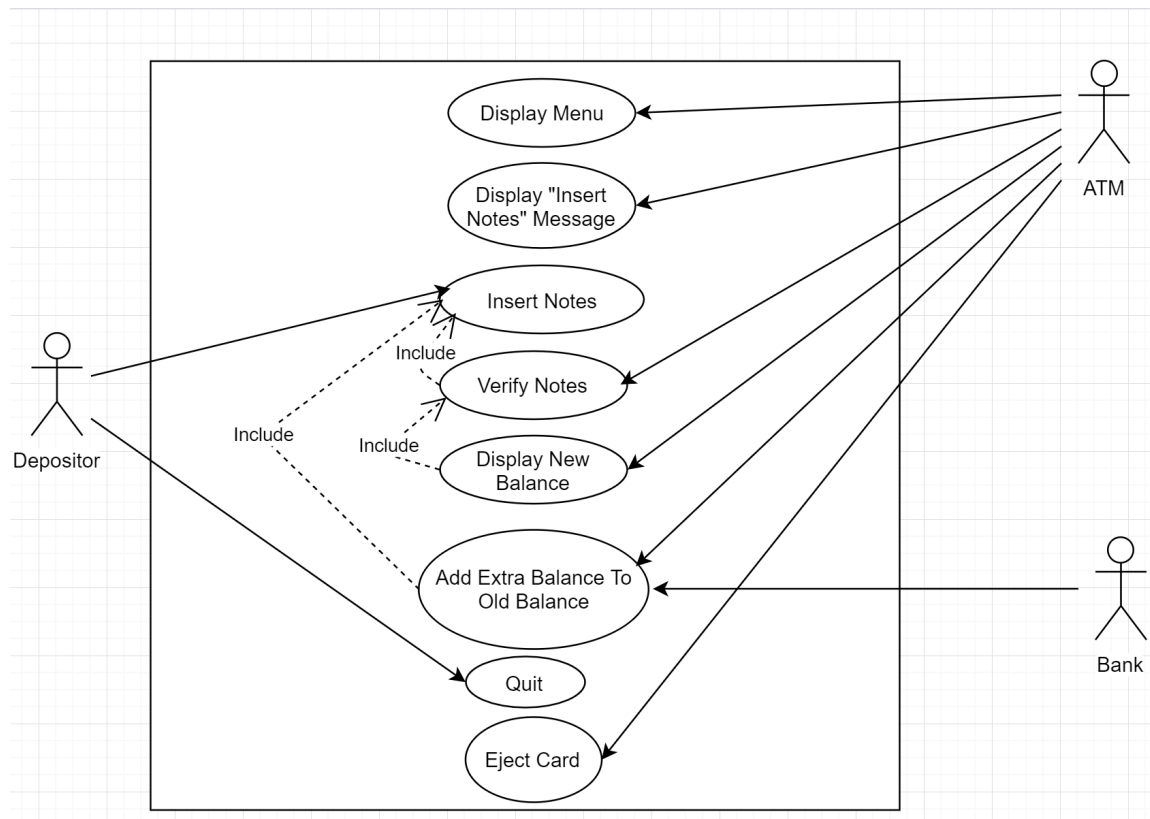 Display Menu
Display "Insert
Notes" Message
ATM
Insert Notes
Include
Verify Notes
Include
Include
Depositor
Display New
Balance
Add Extra Balance To
Old Balance
Bank
Quit
Eject Card